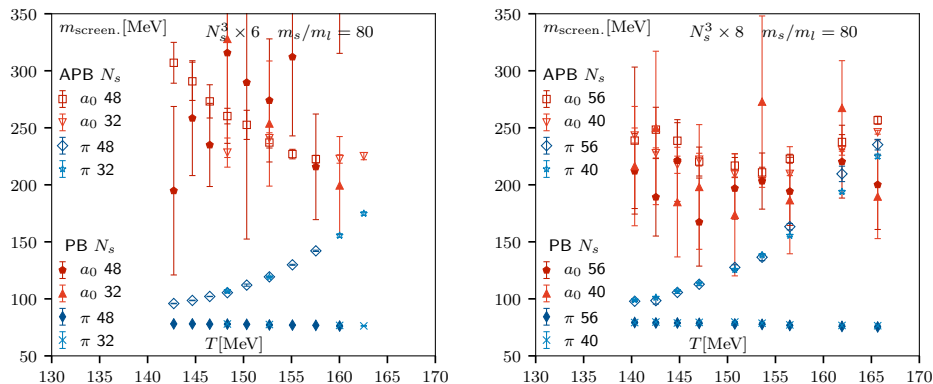 m_screen. [MeV] N_s^3 × 6 m_s/m_l = 80
350
300
250
200
150
100
50
APB N_s
a_0 48
a_0 32
π 48
π 32
PB N_s
a_0 48
a_0 32
π 48
π 32
T[MeV]
130 135 140 145 150 155 160 165 170
m_screen. [MeV] N_s^3 × 8 m_s/m_l = 80
350
300
250
200
150
100
50
APB N_s
a_0 56
a_0 40
π 56
π 40
PB N_s
a_0 56
a_0 40
π 56
π 40
T[MeV]
130 135 140 145 150 155 160 165 170